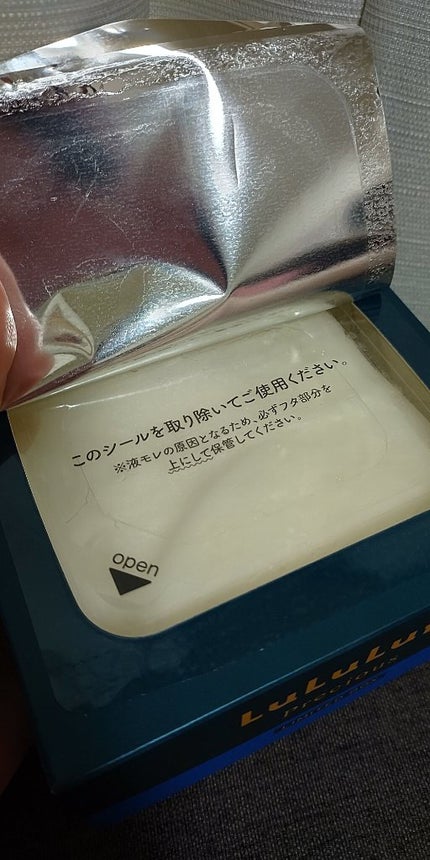 このシールを取り除いてご使用ください。
※液モレの原因となるため、必ずフタ部分を
上にして保管してください。
open
LuLuLun
Precious